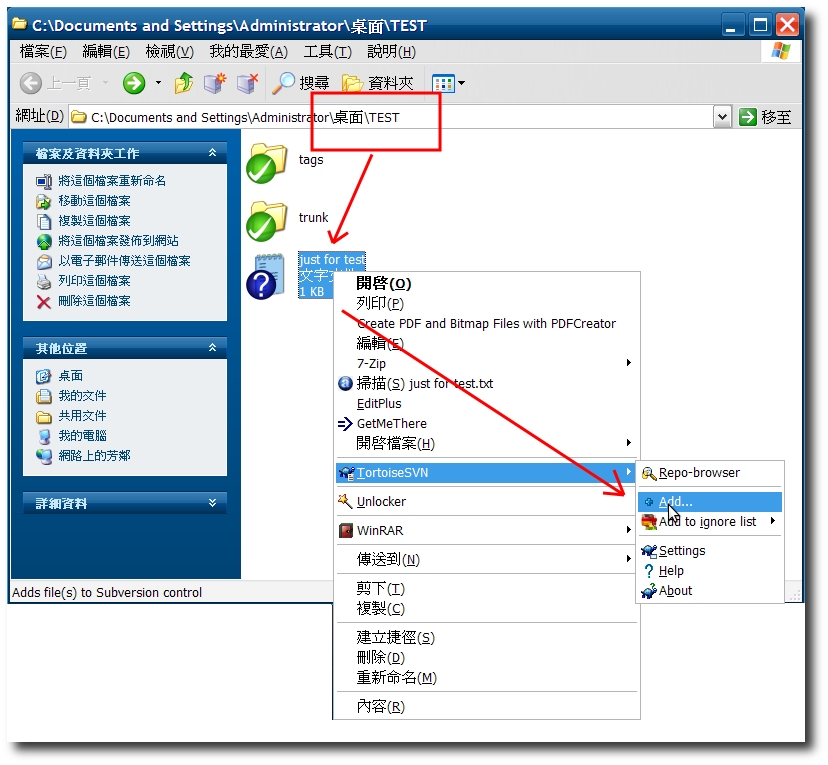 C:\Documents and Settings\Administrator\桌面\TEST
檔案(F) 編輯(E) 檢視(V) 我的最愛(A) 工具(T) 說明(H)
上一頁 搜尋 資料夾
網址(D) C:\Documents and Settings\Administrator\桌面\TEST 移至
檔案及資料夾工作
將這個檔案重新命名
移動這個檔案
複製這個檔案
將這個檔案發佈到網站
以電子郵件傳送這個檔案
列印這個檔案
刪除這個檔案
其他位置
桌面
我的文件
共用文件
我的電腦
網路上的芳鄰
詳細資料
tags
trunk
just for test
文字文件
1 KB
開啟(O)
列印(P)
Create PDF and Bitmap Files with PDFCreator
編輯(E)
7-Zip
掃描(S) just for test.txt
EditPlus
GetMeThere
開啟檔案(H)
TortoiseSVN
Unlocker
WinRAR
傳送到(N)
剪下(T)
複製(C)
建立捷徑(S)
刪除(D)
重新命名(M)
內容(R)
Repo-browser
Add...
Add to ignore list
Settings
Help
About
Adds file(s) to Subversion control